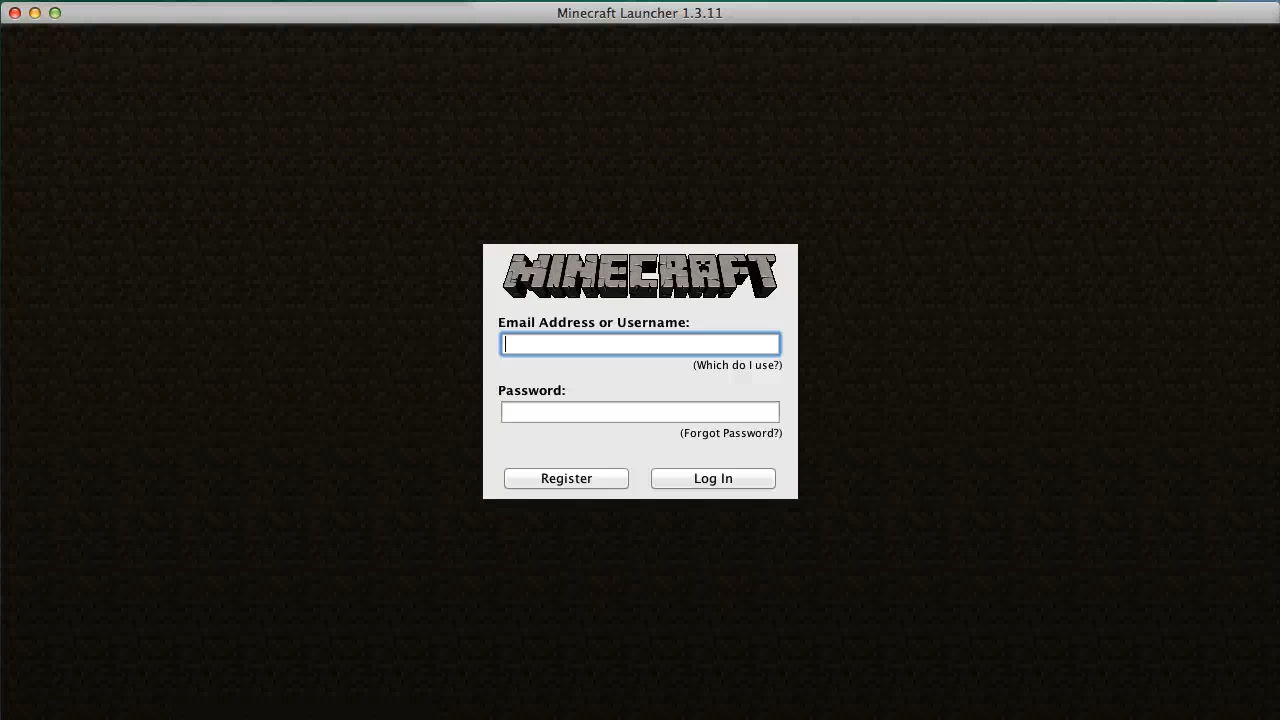 Minecraft Launcher 1.3.11
MINECRAFT
Email Address or Username:
(Which do I use?)
Password:
(Forgot Password?)
Register Log In